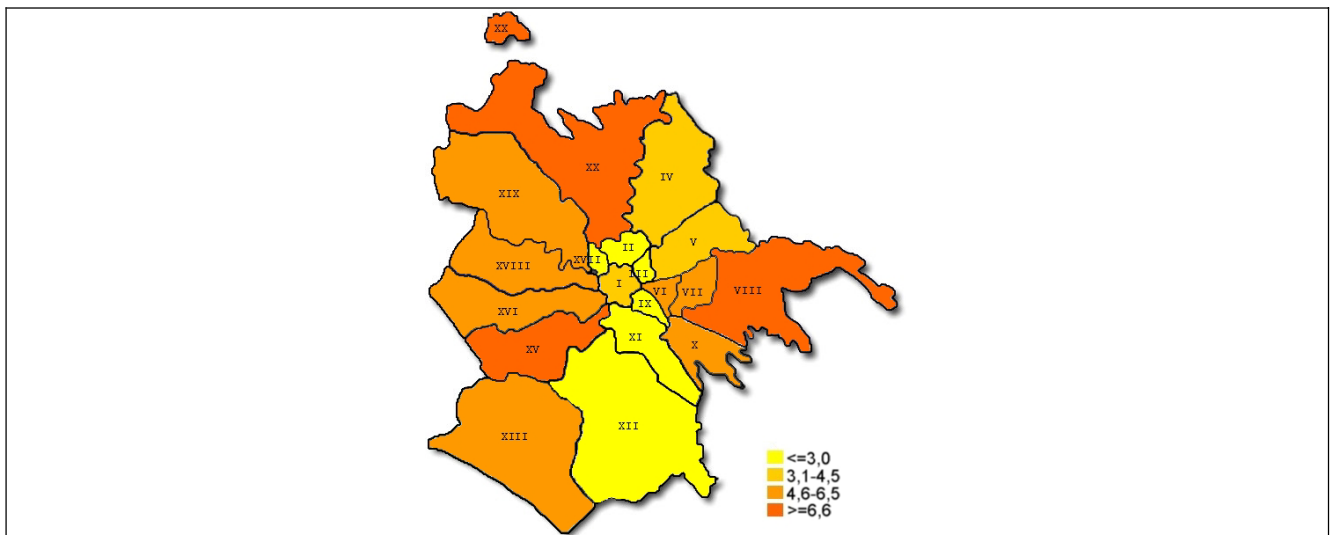 XX
XX
IV
XIX
II
V
XVII
XVIII
III
I
VI
VII
VIII
IX
XVI
XI
X
XV
XIII
XII
<=3,0
3,1-4,5
4,6-6,5
>=6,6